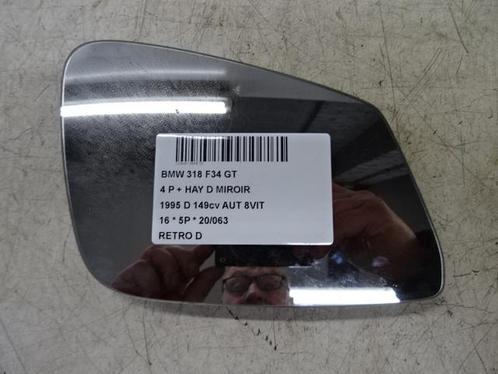 BMW 318 F34 GT
4 P + HAY D MIROIR
1995 D 149cv AUT 8VIT
16 * 5P * 20/063
RETRO D